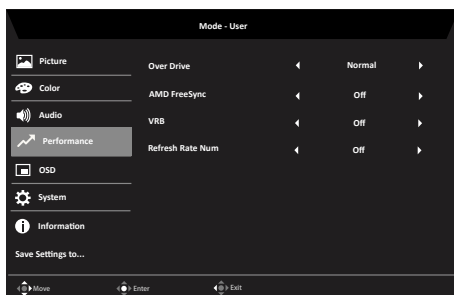 Mode - User
Picture
Color
Audio
Performance
OSD
System
Information
Save Settings to...
Over Drive Normal
AMD FreeSync Off
VRB Off
Refresh Rate Num Off
Move Enter Exit